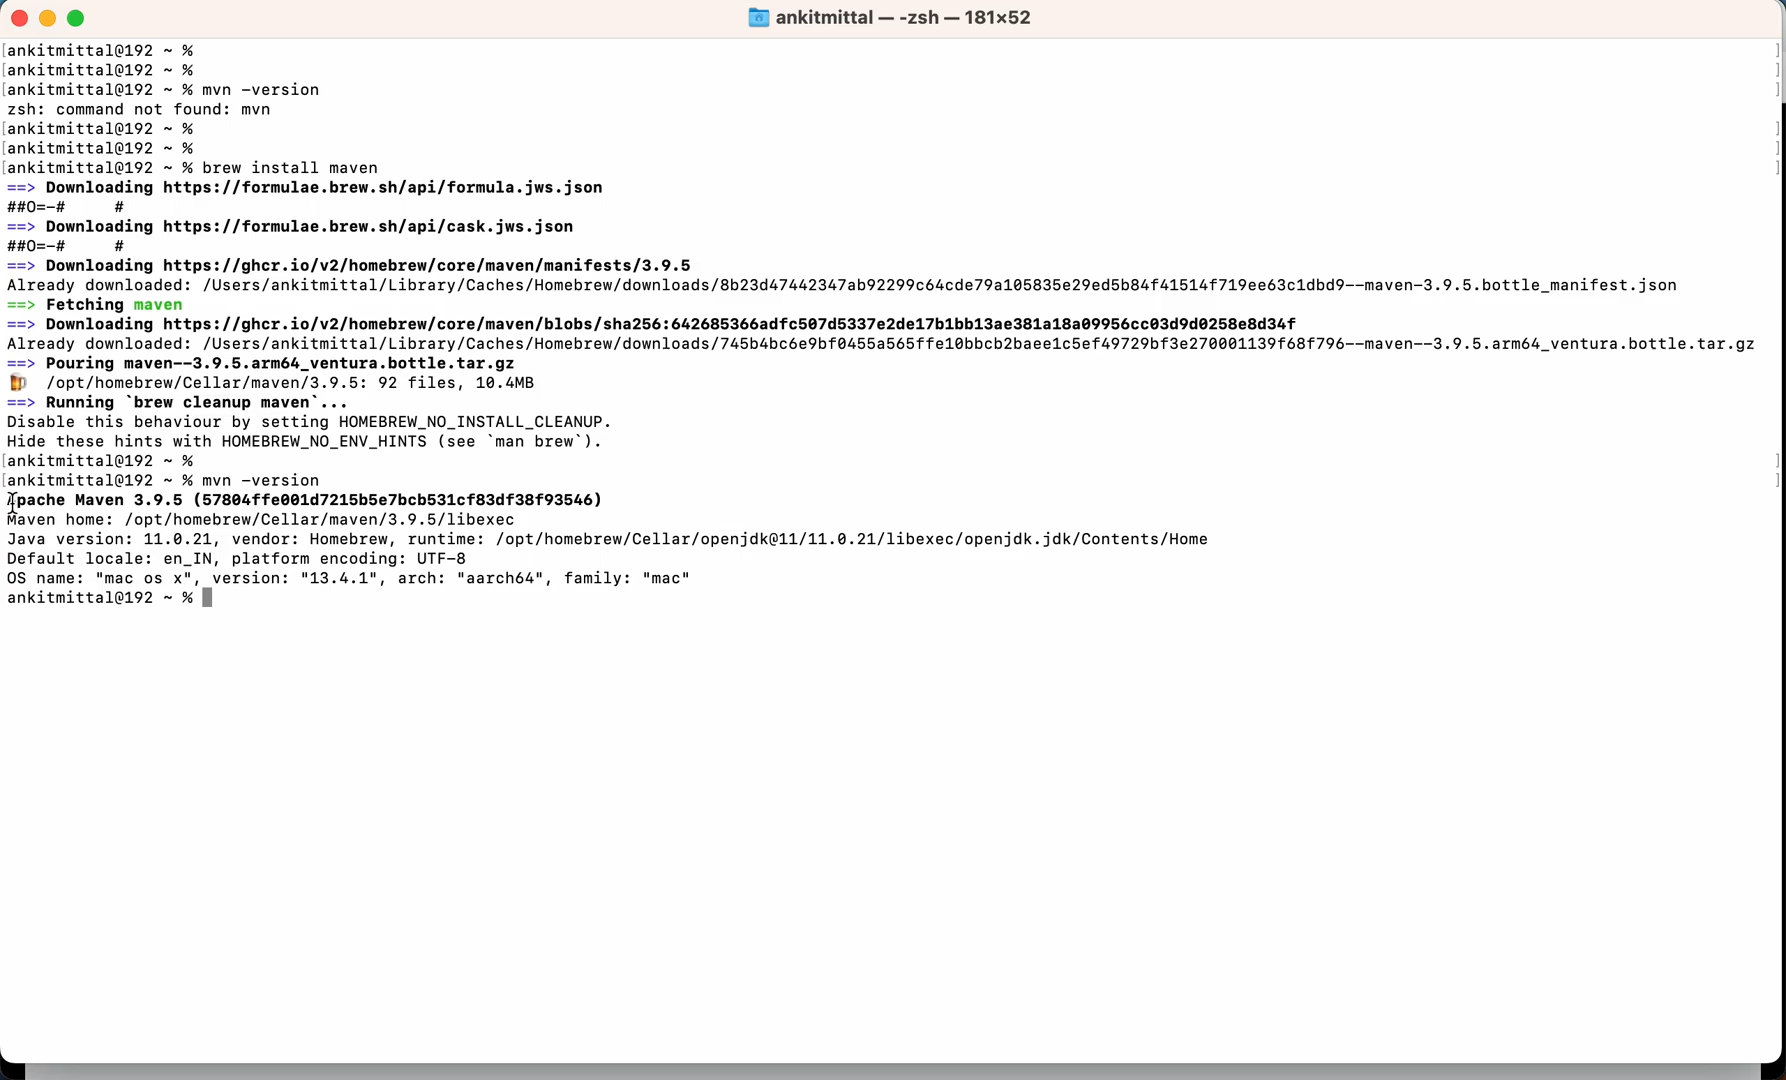 ankitmittal — -zsh — 181×52
[ankitmittal@192 ~ % ]
[ankitmittal@192 ~ % ]
[ankitmittal@192 ~ % mvn -version ]
zsh: command not found: mvn
[ankitmittal@192 ~ % ]
[ankitmittal@192 ~ % ]
[ankitmittal@192 ~ % brew install maven ]
==> Downloading https://formulae.brew.sh/api/formula.jws.json
##O=-# #
==> Downloading https://formulae.brew.sh/api/cask.jws.json
##O=-# #
==> Downloading https://ghcr.io/v2/homebrew/core/maven/manifests/3.9.5
Already downloaded: /Users/ankitmittal/Library/Caches/Homebrew/downloads/8b23d47442347ab92299c64cde79a105835e29ed5b84f41514f719ee63c1dbd9--maven-3.9.5.bottle_manifest.json
==> Fetching maven
==> Downloading https://ghcr.io/v2/homebrew/core/maven/blobs/sha256:642685366adfc507d5337e2de17b1bb13ae381a18a09956cc03d9d0258e8d34f
Already downloaded: /Users/ankitmittal/Library/Caches/Homebrew/downloads/745b4bc6e9bf0455a565ffe10bbcb2baee1c5ef49729bf3e270001139f68f796--maven--3.9.5.arm64_ventura.bottle.tar.gz
==> Pouring maven--3.9.5.arm64_ventura.bottle.tar.gz
🍺 /opt/homebrew/Cellar/maven/3.9.5: 92 files, 10.4MB
==> Running `brew cleanup maven`...
Disable this behaviour by setting HOMEBREW_NO_INSTALL_CLEANUP.
Hide these hints with HOMEBREW_NO_ENV_HINTS (see `man brew`).
[ankitmittal@192 ~ % ]
[ankitmittal@192 ~ % mvn -version ]
Apache Maven 3.9.5 (57804ffe001d7215b5e7bcb531cf83df38f93546)
Maven home: /opt/homebrew/Cellar/maven/3.9.5/libexec
Java version: 11.0.21, vendor: Homebrew, runtime: /opt/homebrew/Cellar/openjdk@11/11.0.21/libexec/openjdk.jdk/Contents/Home
Default locale: en_IN, platform encoding: UTF-8
OS name: "mac os x", version: "13.4.1", arch: "aarch64", family: "mac"
ankitmittal@192 ~ %